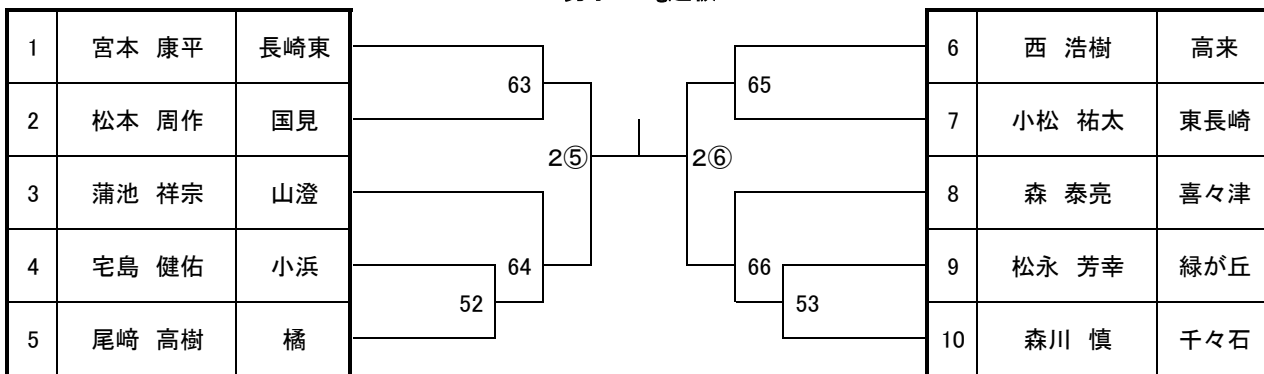 1 宮本 康平 長崎東
2 松本 周作 国見
3 蒲池 祥宗 山澄
4 宅島 健佑 小浜
5 尾﨑 高樹 橘
63
2⑤
64
52
65
2⑥
66
53
6 西 浩樹 高来
7 小松 祐太 東長崎
8 森 泰亮 喜々津
9 松永 芳幸 緑が丘
10 森川 慎 千々石